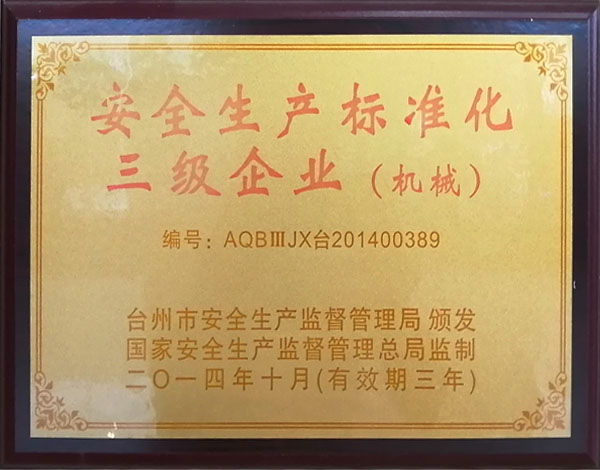 安全生产标准化
三级企业（机械）
编号：AQBⅢJX台201400389
台州市安全生产监督管理局 颁发
国家安全生产监督管理总局监制
二〇一四年十月(有效期三年)